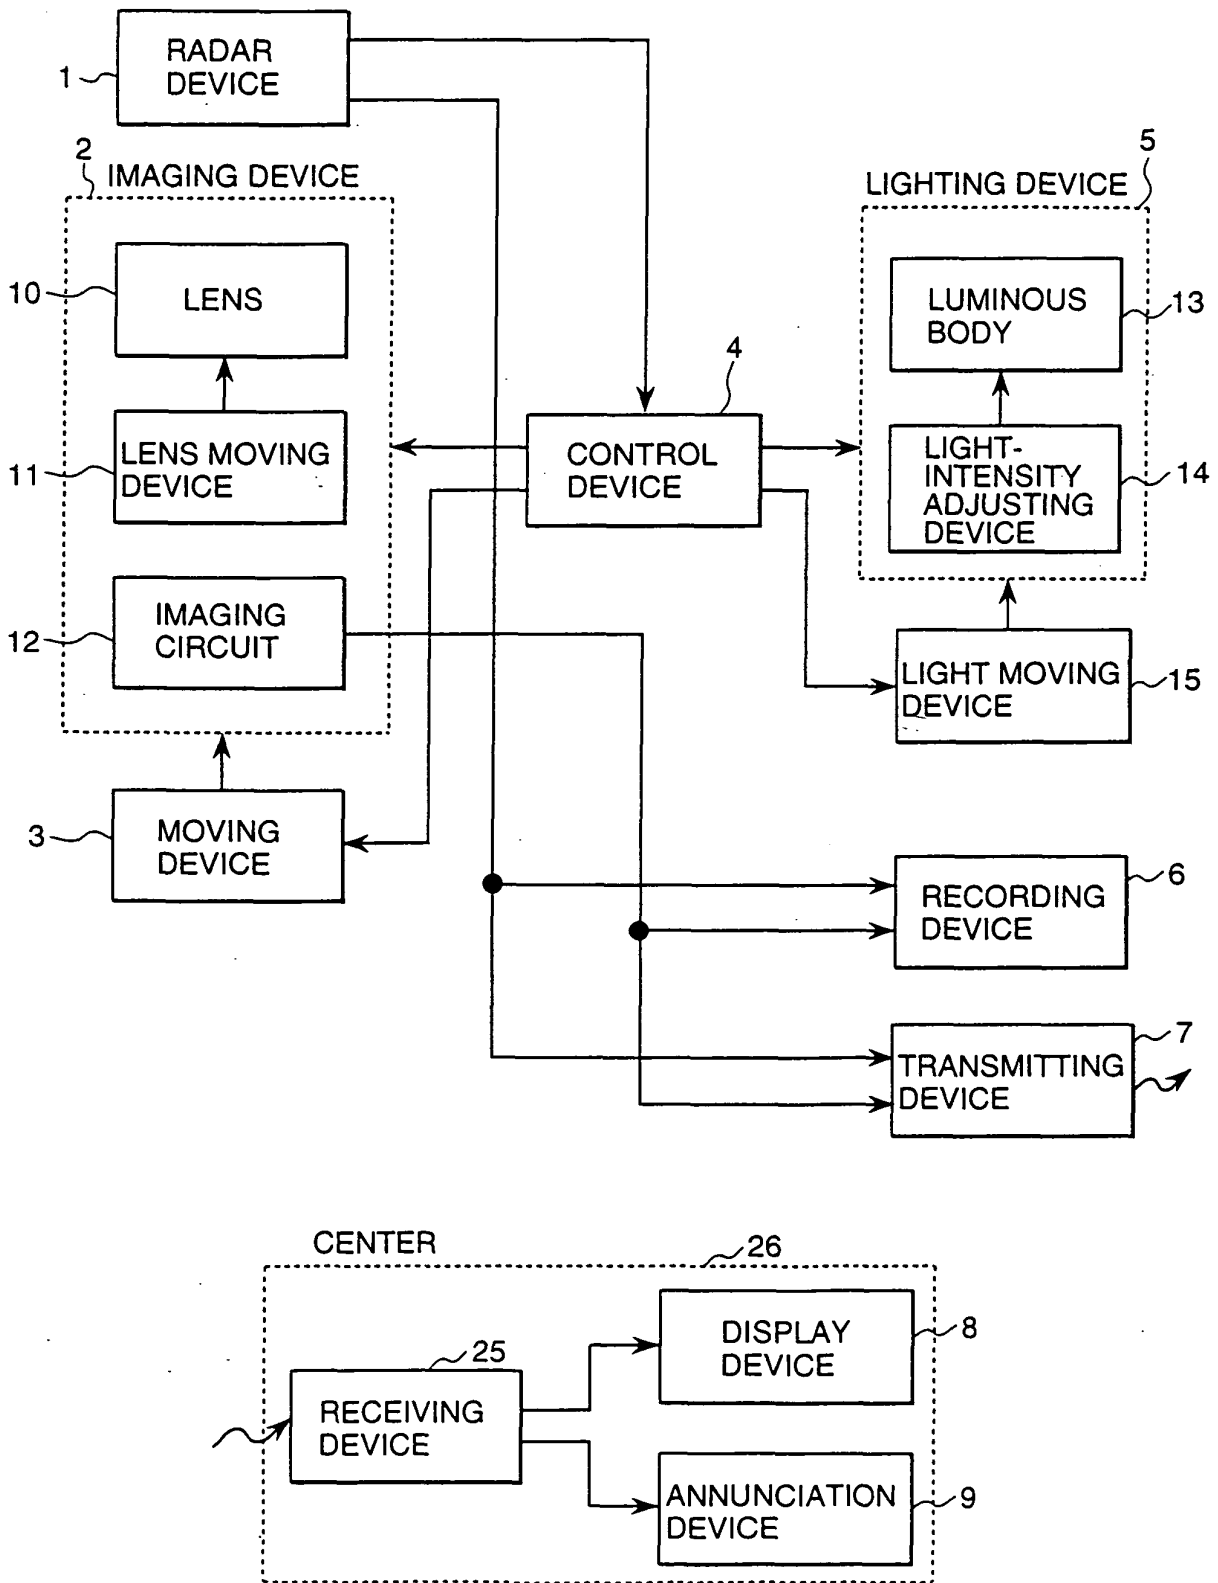 RADAR
DEVICE
1
2
IMAGING DEVICE
5
LIGHTING DEVICE
10
LENS
LUMINOUS
BODY
13
4
11
LENS MOVING
DEVICE
CONTROL
DEVICE
LIGHT-
INTENSITY
ADJUSTING
DEVICE
14
12
IMAGING
CIRCUIT
LIGHT MOVING
DEVICE
15
3
MOVING
DEVICE
6
RECORDING
DEVICE
7
TRANSMITTING
DEVICE
CENTER
26
DISPLAY
DEVICE
8
25
RECEIVING
DEVICE
ANNUNCIATION
DEVICE
9